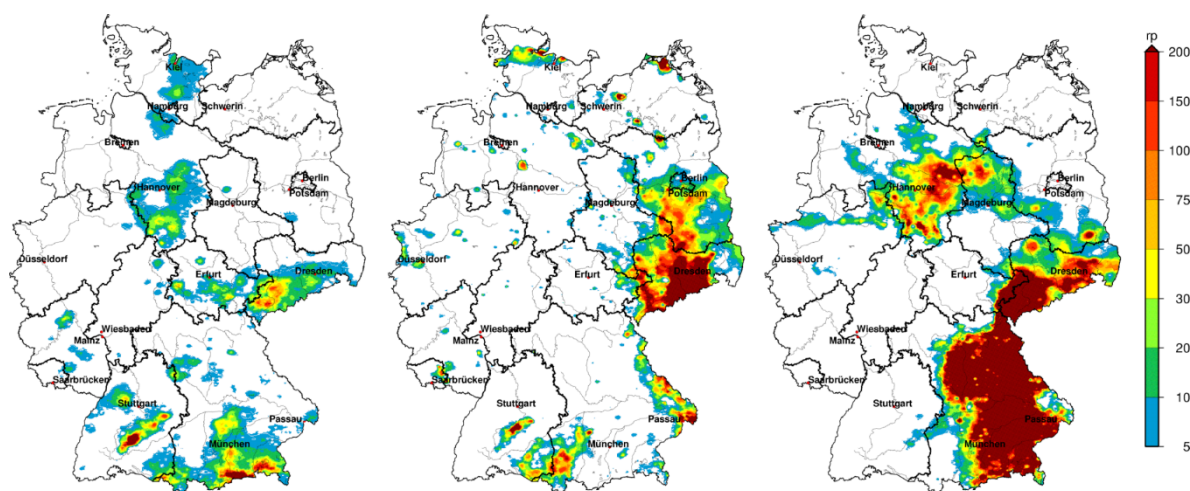 Kiel
Hamburg
Schwerin
Bremen
Berlin
Hannover
Potsdam
Magdeburg
Düsseldorf
Erfurt
Dresden
Wiesbaden
Mainz
Saarbrücken
Stuttgart
Passau
München
Kiel
Hamburg
Schwerin
Bremen
Berlin
Hannover
Potsdam
Magdeburg
Düsseldorf
Erfurt
Dresden
Wiesbaden
Mainz
Saarbrücken
Stuttgart
Passau
München
Kiel
Hamburg
Schwerin
Bremen
Berlin
Hannover
Potsdam
Magdeburg
Düsseldorf
Erfurt
Dresden
Wiesbaden
Mainz
Saarbrücken
Stuttgart
Passau
München
rp
200
150
100
75
50
30
20
10
5